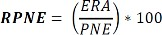 RPNE = (ERA/PNE) * 100